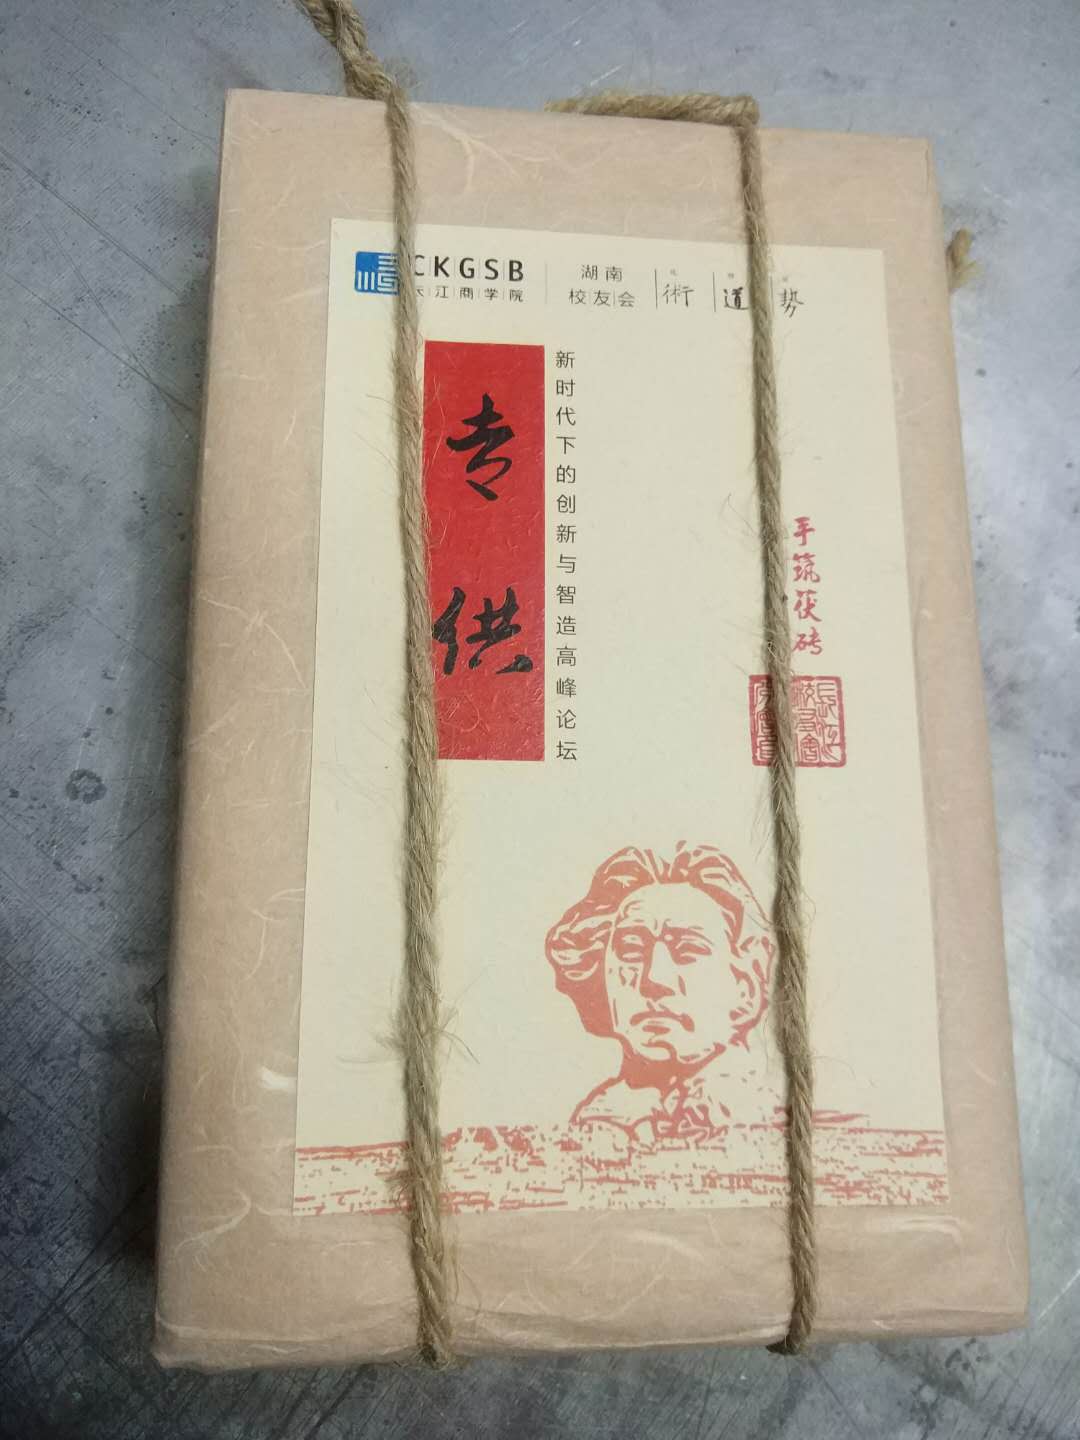 CKGSB
长江商学院
湖南
校友会
術 道 势
专供
新时代下的创新与智造高峰论坛
手筑茯砖